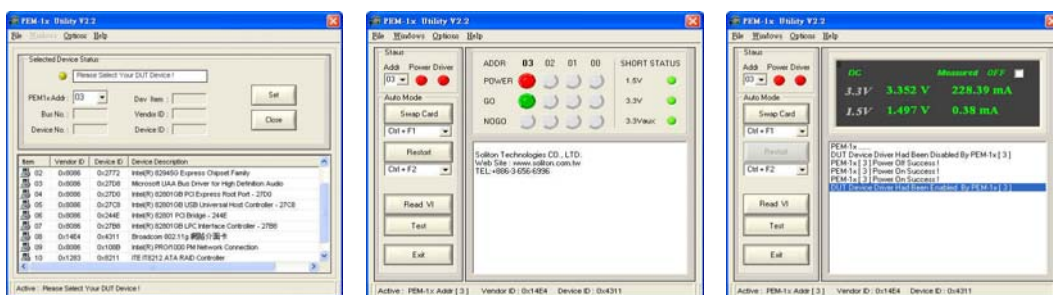 PEM-1x Utility V2.2
File Windows Options Help
Selected Device Status
Please Select Your DUT Device !
PEM1x Addr : 03
Dev Item :
Set
Bus No. :
Vendor ID :
Device No. :
Device ID :
Close
Item Vendor ID Device ID Device Description
02 0x8086 0x2772 Intel(R) 82945G Express Chipset Family
03 0x8086 0x27D8 Microsoft UAA Bus Driver for High Definition Audio
04 0x8086 0x27D0 Intel(R) 82801GB PCI Express Root Port - 27D0
05 0x8086 0x27C8 Intel(R) 82801GB USB Universal Host Controller - 27C8
06 0x8086 0x244E Intel(R) 82801 PCI Bridge - 244E
07 0x8086 0x27B8 Intel(R) 82801GB LPC Interface Controller - 27B8
08 0x14E4 0x4311 Broadcom 802.11g 網路介面卡
09 0x8086 0x108B Intel(R) PRO/1000 PM Network Connection
10 0x1283 0x8211 ITE IT8212 ATA RAID Controller
Active : Please Select Your DUT Device !
PEM-1x Utility V2.2
File Windows Options Help
Staus
Addr Power Driver
03
Auto Mode
Swap Card
Ctrl + F1
Restart
Ctrl + F2
Read VI
Test
Exit
ADDR 03 02 01 00 SHORT STATUS
POWER 1.5V
GO 3.3V
NOGO 3.3Vaux
Soliton Technologies CO., LTD.
Web Site : www.soliton.com.tw
TEL:+886-3-656-6996
Active : PEM-1x Addr [ 3 ] Vendor ID : 0x14E4 Device ID : 0x4311
PEM-1x Utility V2.2
File Windows Options Help
Staus
Addr Power Driver
03
Auto Mode
Swap Card
Ctrl + F1
Restart
Ctrl + F2
Read VI
Test
Exit
DC Measured OFF
3.3V 3.352 V 228.39 mA
1.5V 1.497 V 0.38 mA
PEM-1x ......
DUT Device Driver Had Been Disabled By PEM-1x [ 3 ]
PEM-1x [ 3 ] Power Off Success !
PEM-1x [ 3 ] Power On Success !
PEM-1x [ 3 ] Power On Success !
DUT Device Driver Had Been Enabled By PEM-1x [ 3 ]
Active : PEM-1x Addr [ 3 ] Vendor ID : 0x14E4 Device ID : 0x4311